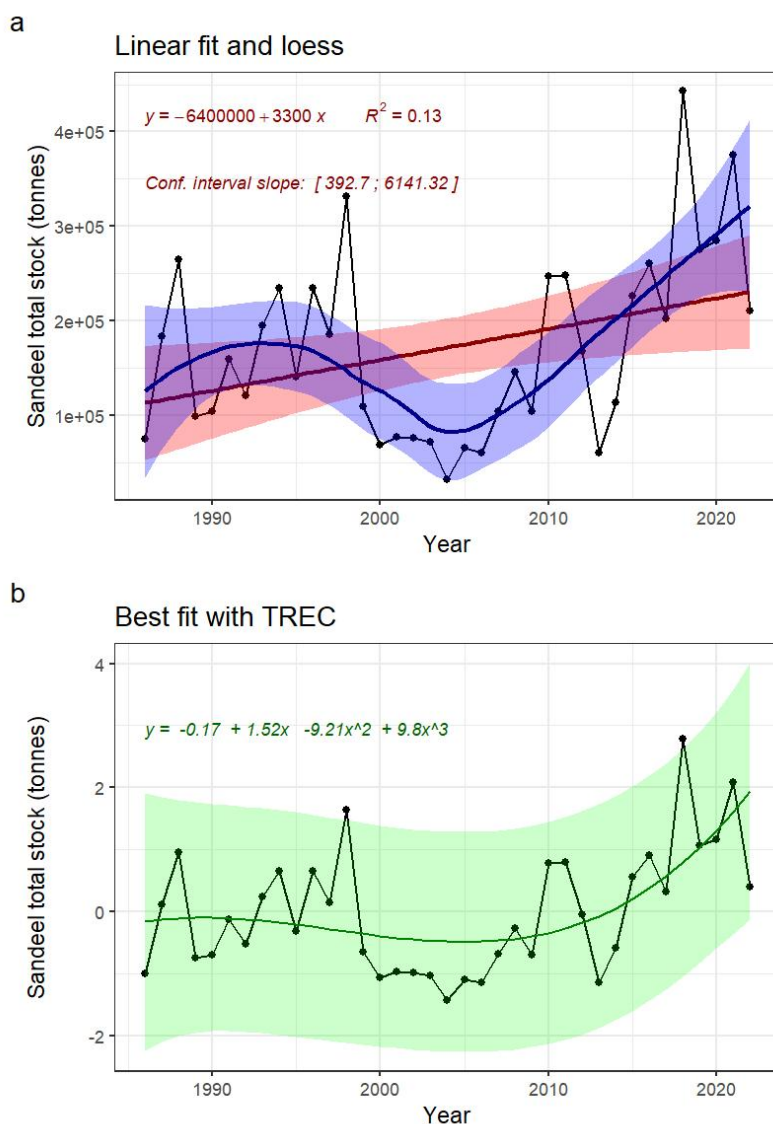 a
Linear fit and loess
y = −6400000 + 3300 x R² = 0.13
Conf. interval slope: [ 392.7 ; 6141.32 ]
Sandeel total stock (tonnes)
4e+05
3e+05
2e+05
1e+05
1990 2000 2010 2020
Year
b
Best fit with TREC
y = -0.17 + 1.52x -9.21x^2 + 9.8x^3
Sandeel total stock (tonnes)
4
2
0
-2
1990 2000 2010 2020
Year